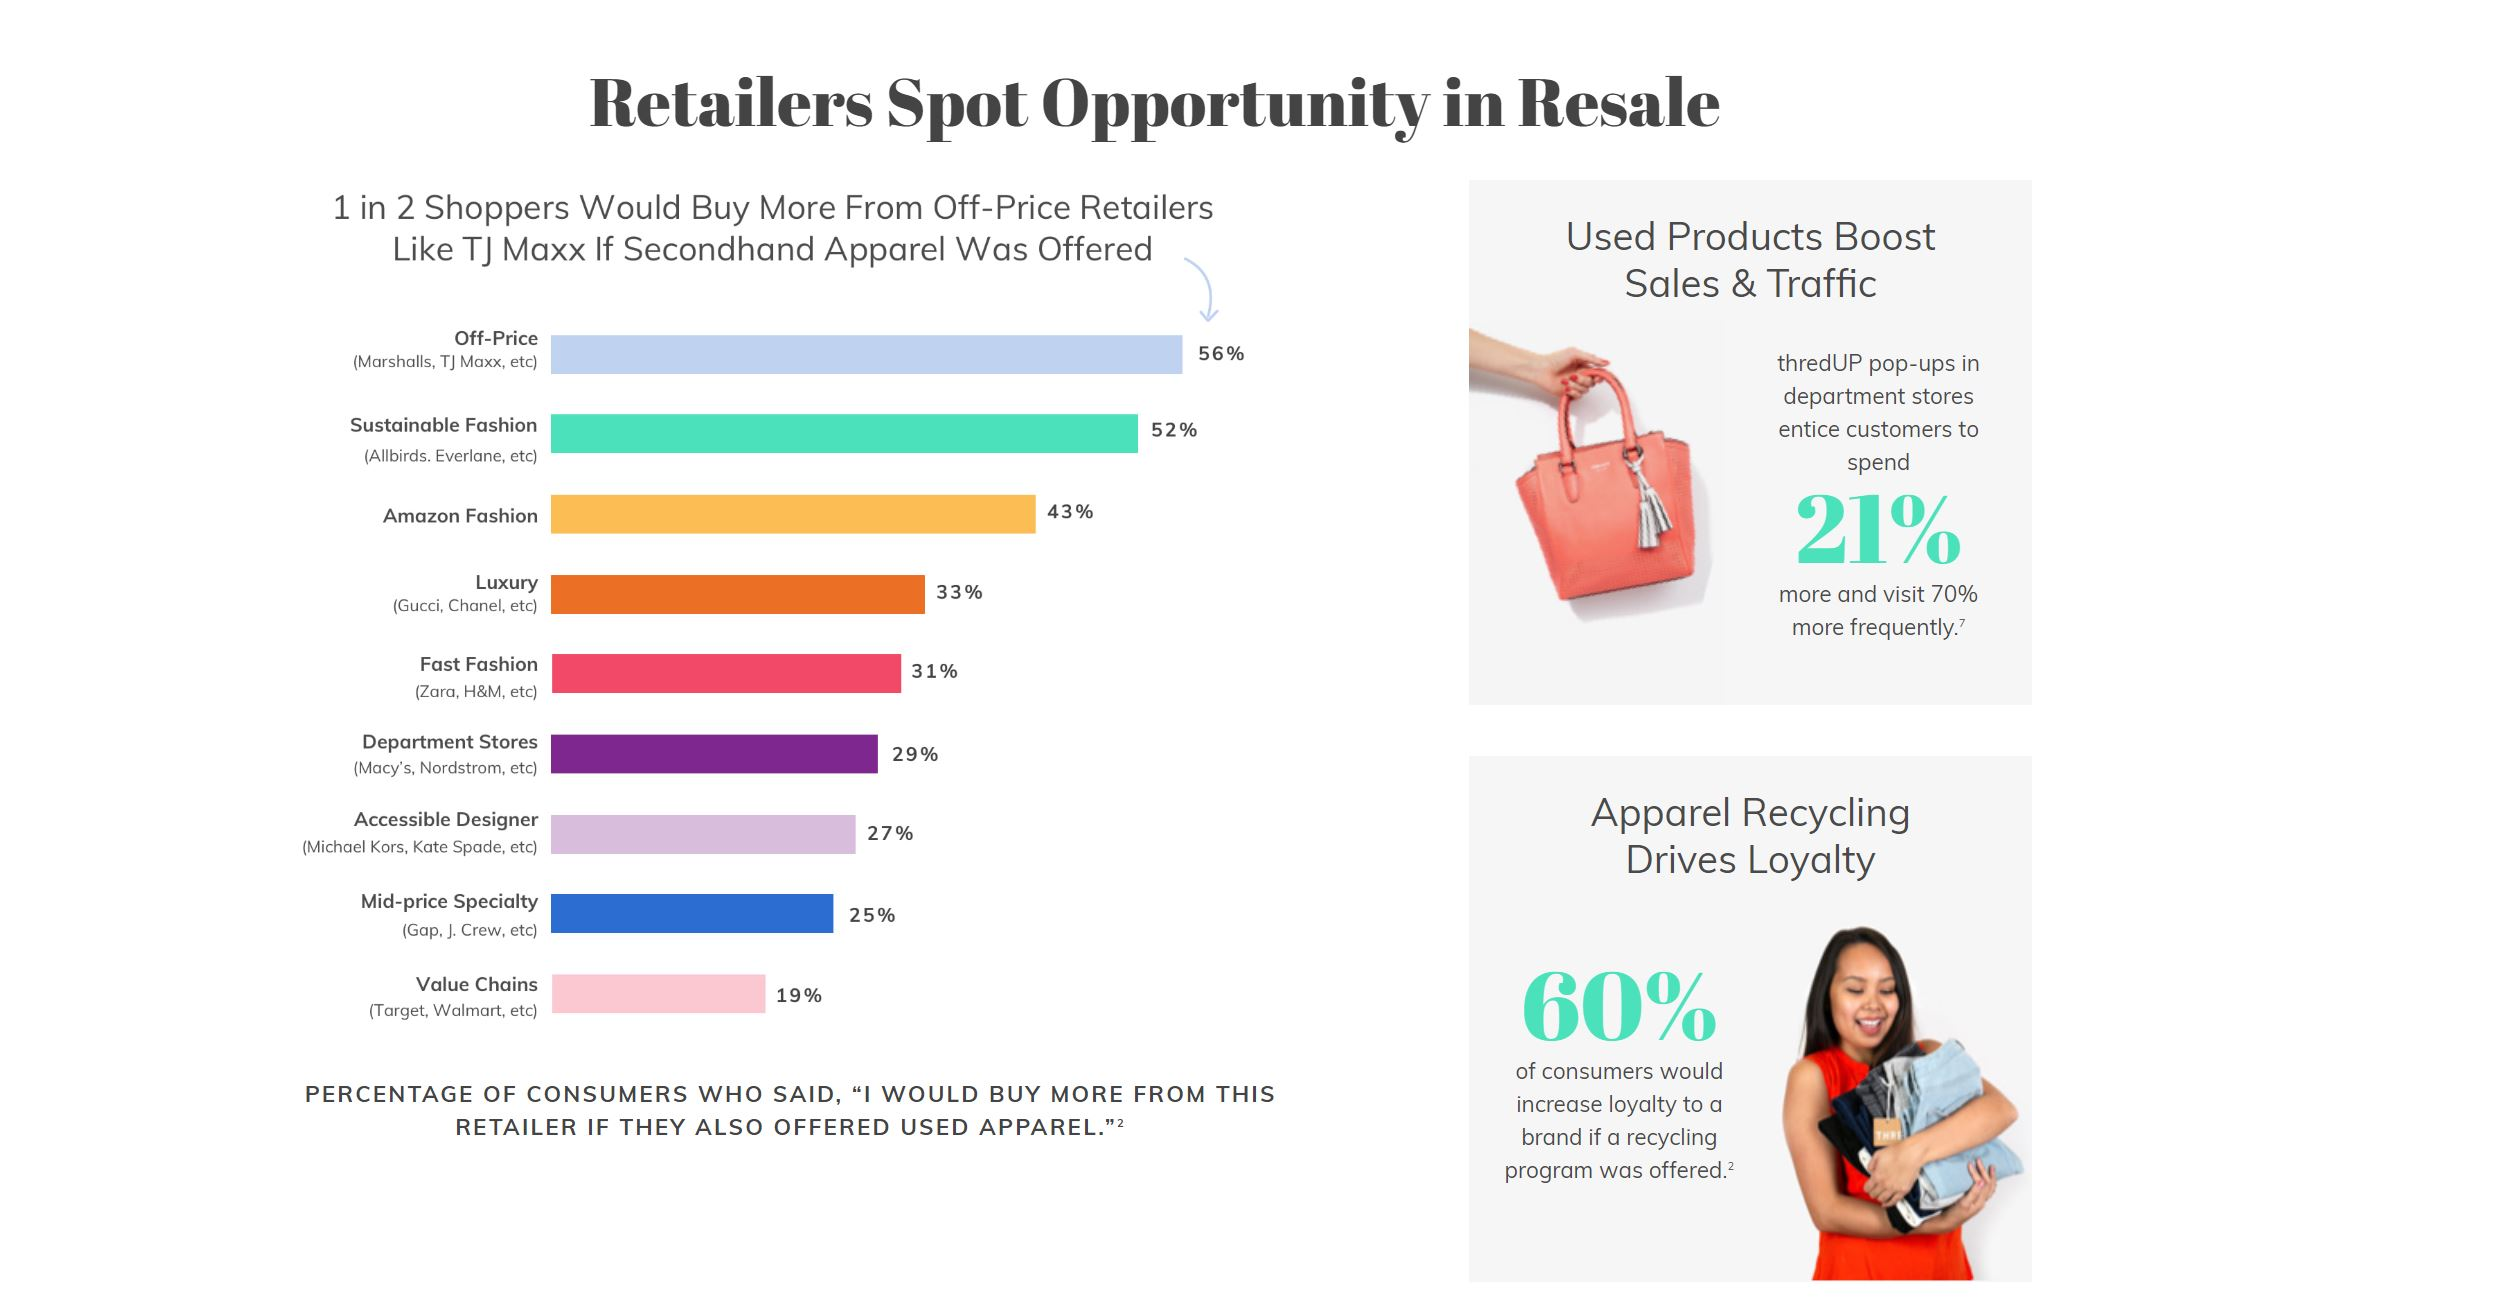 Retailers Spot Opportunity in Resale
1 in 2 Shoppers Would Buy More From Off-Price Retailers
Like TJ Maxx If Secondhand Apparel Was Offered
Off-Price
(Marshalls, TJ Maxx, etc)
56%
Sustainable Fashion
(Allbirds. Everlane, etc)
52%
Amazon Fashion
43%
Luxury
(Gucci, Chanel, etc)
33%
Fast Fashion
(Zara, H&M, etc)
31%
Department Stores
(Macy's, Nordstrom, etc)
29%
Accessible Designer
(Michael Kors, Kate Spade, etc)
27%
Mid-price Specialty
(Gap, J. Crew, etc)
25%
Value Chains
(Target, Walmart, etc)
19%
PERCENTAGE OF CONSUMERS WHO SAID, “I WOULD BUY MORE FROM THIS
RETAILER IF THEY ALSO OFFERED USED APPAREL.”²
Used Products Boost
Sales & Traffic
thredUP pop-ups in
department stores
entice customers to
spend
21%
more and visit 70%
more frequently.⁷
Apparel Recycling
Drives Loyalty
60%
of consumers would
increase loyalty to a
brand if a recycling
program was offered.²
THRE